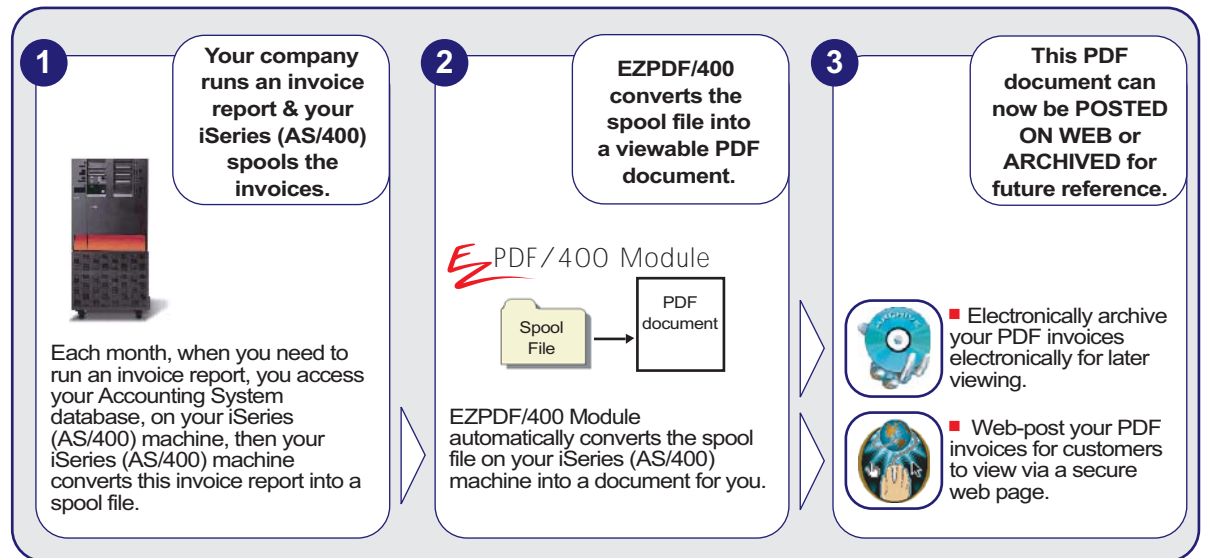 1
Your company
runs an invoice
report & your
iSeries (AS/400)
spools the
invoices.
Each month, when you need to
run an invoice report, you access
your Accounting System
database, on your iSeries
(AS/400) machine, then your
iSeries (AS/400) machine
converts this invoice report into a
spool file.
2
EZPDF/400
converts the
spool file into
a viewable PDF
document.
EZPDF/400 Module
Spool
File
PDF
document
EZPDF/400 Module
automatically converts the spool
file on your iSeries (AS/400)
machine into a document for you.
3
This PDF
document can
now be POSTED
ON WEB or
ARCHIVED for
future reference.
ARCHIVE
Electronically archive
your PDF invoices
electronically for later
viewing.
Web-post your PDF
invoices for customers
to view via a secure
web page.